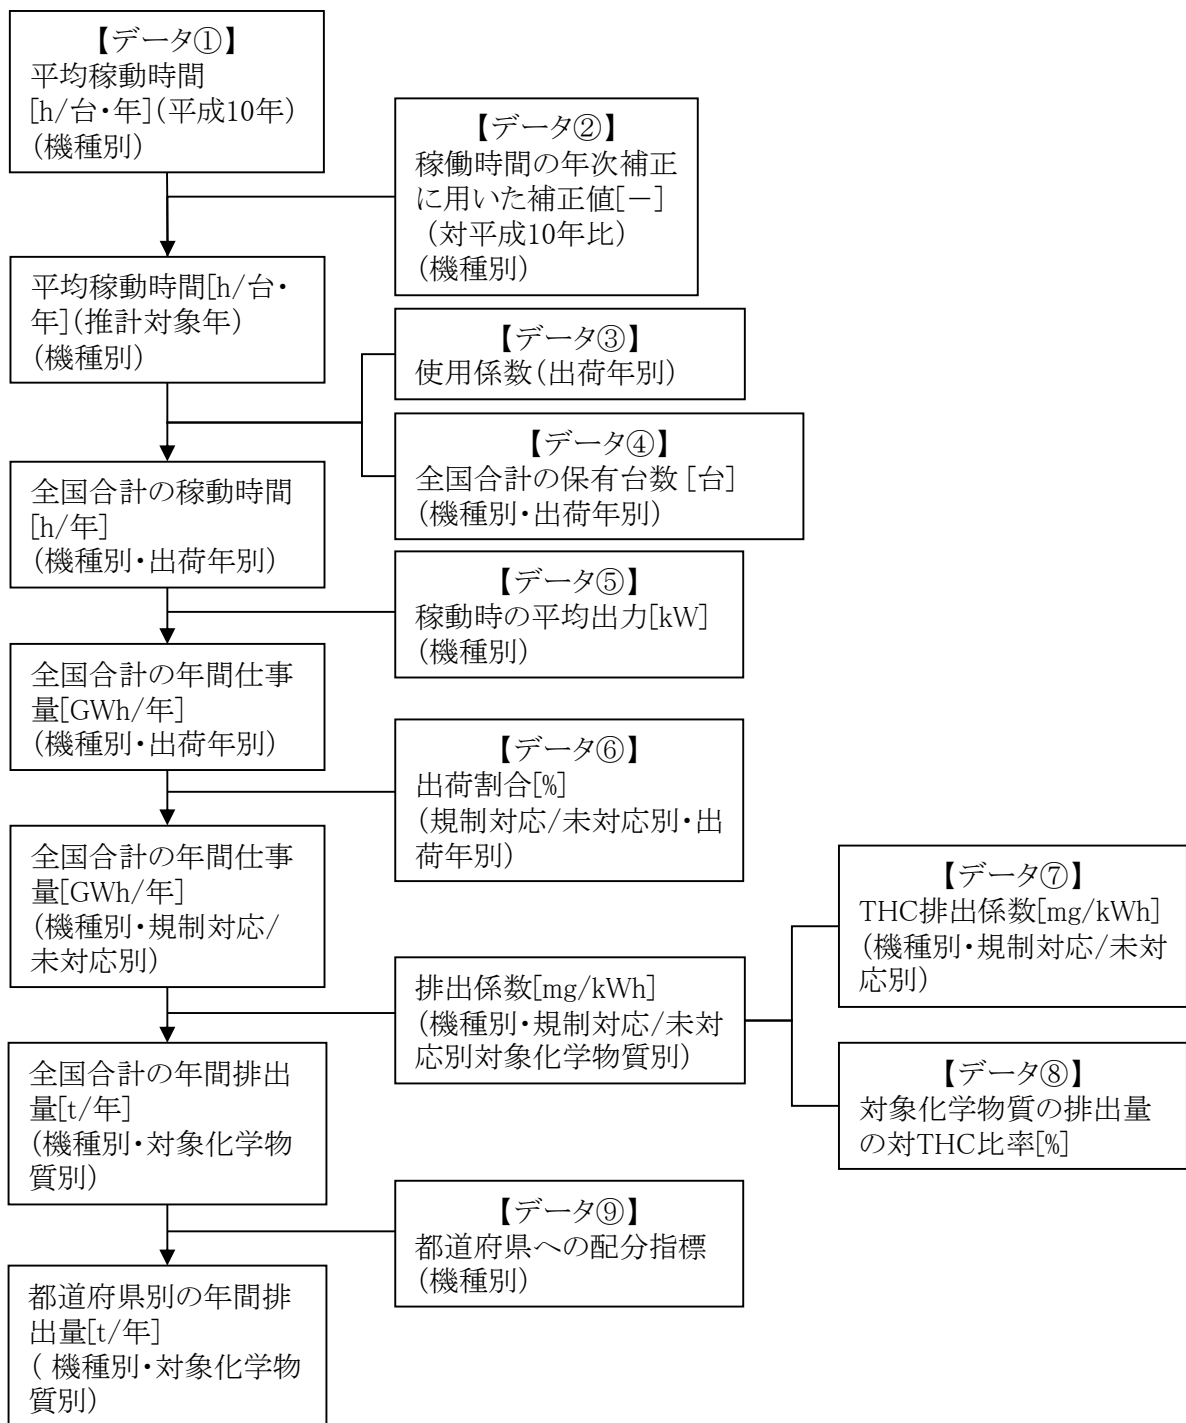 【データ①】
平均稼動時間
[h/台・年](平成10年)
(機種別)
【データ②】
稼働時間の年次補正
に用いた補正値[－]
(対平成10年比)
(機種別)
平均稼動時間[h/台・
年](推計対象年)
(機種別)
【データ③】
使用係数(出荷年別)
【データ④】
全国合計の保有台数 [台]
(機種別・出荷年別)
全国合計の稼動時間
[h/年]
(機種別・出荷年別)
【データ⑤】
稼動時の平均出力[kW]
(機種別)
全国合計の年間仕事
量[GWh/年]
(機種別・出荷年別)
【データ⑥】
出荷割合[%]
(規制対応/未対応別・出
荷年別)
全国合計の年間仕事
量[GWh/年]
(機種別・規制対応/
未対応別)
【データ⑦】
THC排出係数[mg/kWh]
(機種別・規制対応/未対
応別)
排出係数[mg/kWh]
(機種別・規制対応/未対
応別対象化学物質別)
【データ⑧】
対象化学物質の排出量
の対THC比率[%]
全国合計の年間排出
量[t/年]
(機種別・対象化学物
質別)
【データ⑨】
都道府県への配分指標
(機種別)
都道府県別の年間排
出量[t/年]
( 機種別・対象化学物
質別)